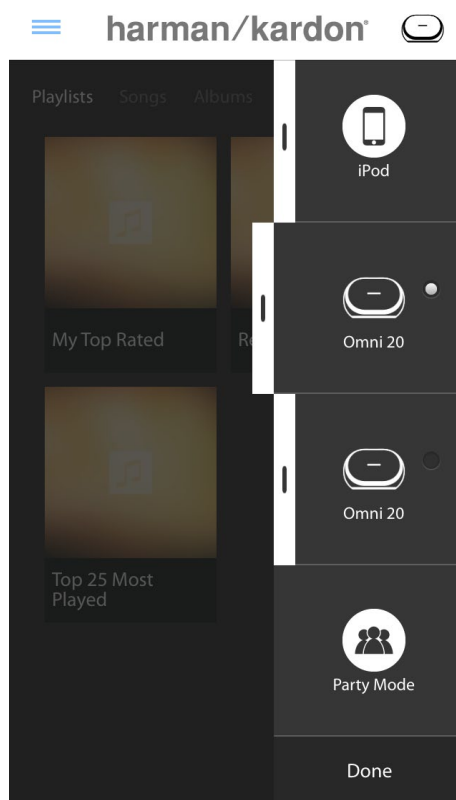 harman/kardon®
Playlists Songs Albums
iPod
My Top Rated
Omni 20
Omni 20
Top 25 Most
Played
Party Mode
Done